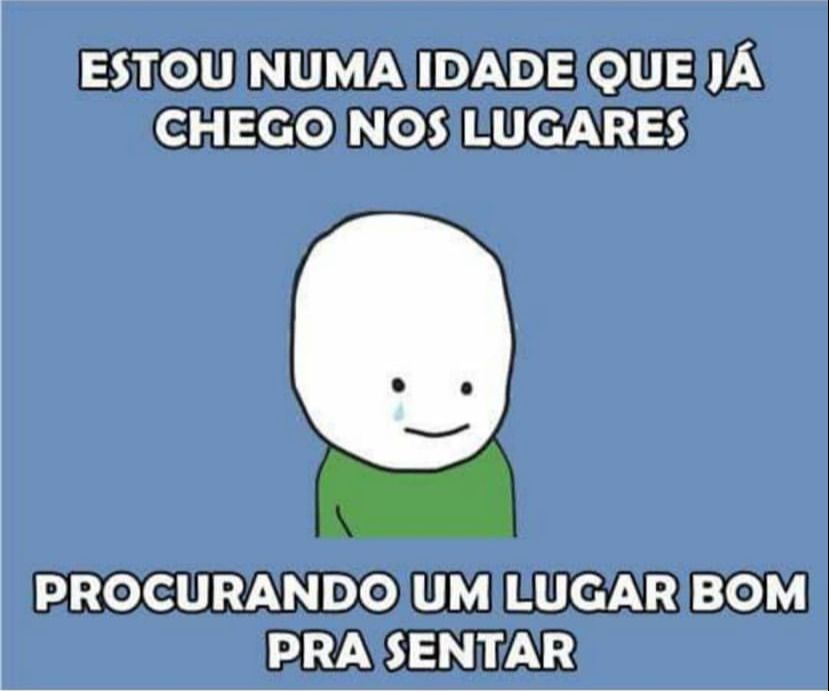 ESTOU NUMA IDADE QUE JÁ
CHEGO NOS LUGARES
PROCURANDO UM LUGAR BOM
PRA SENTAR